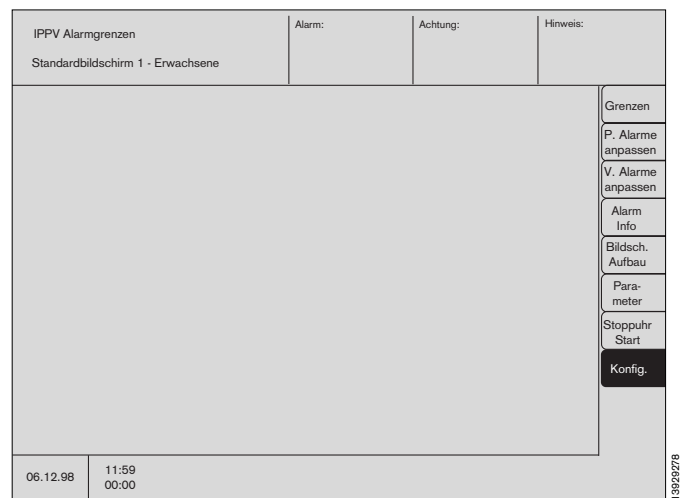 IPPV Alarmgrenzen
Standardbildschirm 1 - Erwachsene
Alarm:
Achtung:
Hinweis:
Grenzen
P. Alarme
anpassen
V. Alarme
anpassen
Alarm
Info
Bildsch.
Aufbau
Para-
meter
Stoppuhr
Start
Konfig.
06.12.98
11:59
00:00
13929278